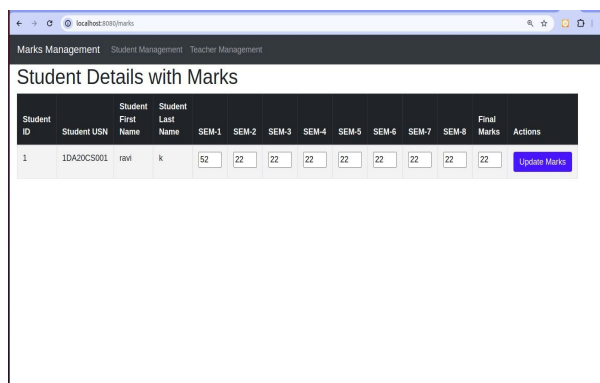 localhost:8080/marks
Marks Management Student Management Teacher Management
Student Details with Marks
Student ID Student USN Student First Name Student Last Name SEM-1 SEM-2 SEM-3 SEM-4 SEM-5 SEM-6 SEM-7 SEM-8 Final Marks Actions
1 1DA20CS001 ravi k 52 22 22 22 22 22 22 22 22 Update Marks